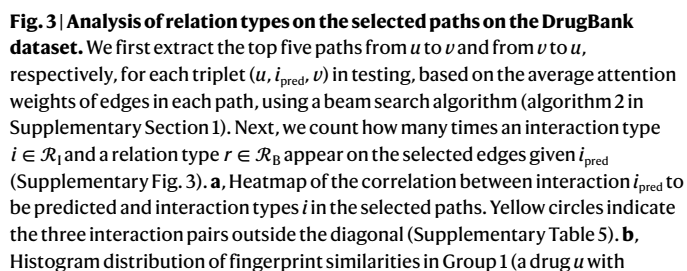 Fig. 3 | Analysis of relation types on the selected paths on the DrugBank
dataset. We first extract the top five paths from u to v and from v to u,
respectively, for each triplet (u, i_pred, v) in testing, based on the average attention
weights of edges in each path, using a beam search algorithm (algorithm 2 in
Supplementary Section 1). Next, we count how many times an interaction type
i ∈ ℛ_I and a relation type r ∈ ℛ_B appear on the selected edges given i_pred
(Supplementary Fig. 3). a, Heatmap of the correlation between interaction i_pred to
be predicted and interaction types i in the selected paths. Yellow circles indicate
the three interaction pairs outside the diagonal (Supplementary Table 5). b,
Histogram distribution of fingerprint similarities in Group 1 (a drug u with